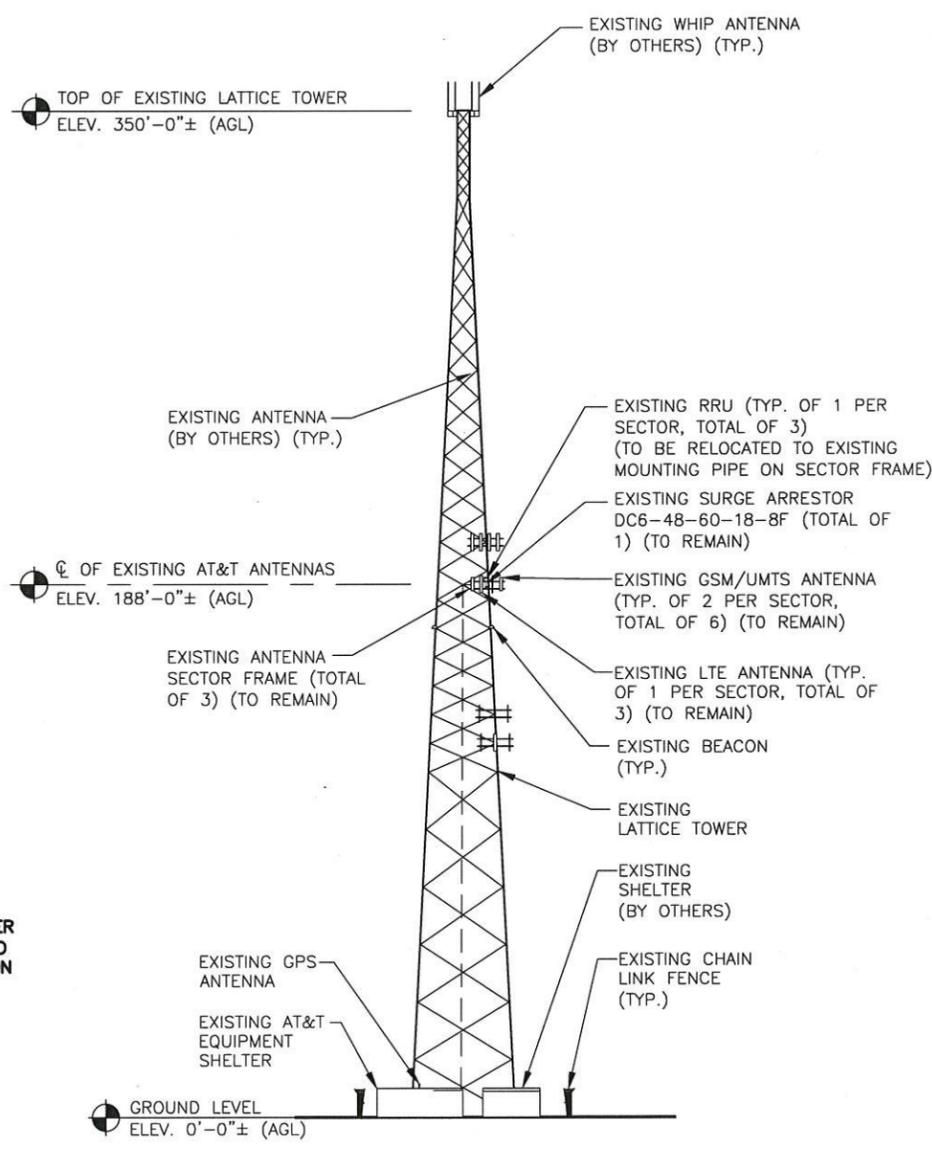 EXISTING WHIP ANTENNA
(BY OTHERS) (TYP.)
TOP OF EXISTING LATTICE TOWER
ELEV. 350'-0"± (AGL)
EXISTING ANTENNA
(BY OTHERS) (TYP.)
EXISTING RRU (TYP. OF 1 PER
SECTOR, TOTAL OF 3)
(TO BE RELOCATED TO EXISTING
MOUNTING PIPE ON SECTOR FRAME)
EXISTING SURGE ARRESTOR
DC6-48-60-18-8F (TOTAL OF
1) (TO REMAIN)
℄ OF EXISTING AT&T ANTENNAS
ELEV. 188'-0"± (AGL)
EXISTING GSM/UMTS ANTENNA
(TYP. OF 2 PER SECTOR,
TOTAL OF 6) (TO REMAIN)
EXISTING ANTENNA
SECTOR FRAME (TOTAL
OF 3) (TO REMAIN)
EXISTING LTE ANTENNA (TYP.
OF 1 PER SECTOR, TOTAL OF
3) (TO REMAIN)
EXISTING BEACON
(TYP.)
EXISTING
LATTICE TOWER
EXISTING
SHELTER
(BY OTHERS)
EXISTING GPS
ANTENNA
EXISTING CHAIN
LINK FENCE
(TYP.)
EXISTING AT&T
EQUIPMENT
SHELTER
GROUND LEVEL
ELEV. 0'-0"± (AGL)